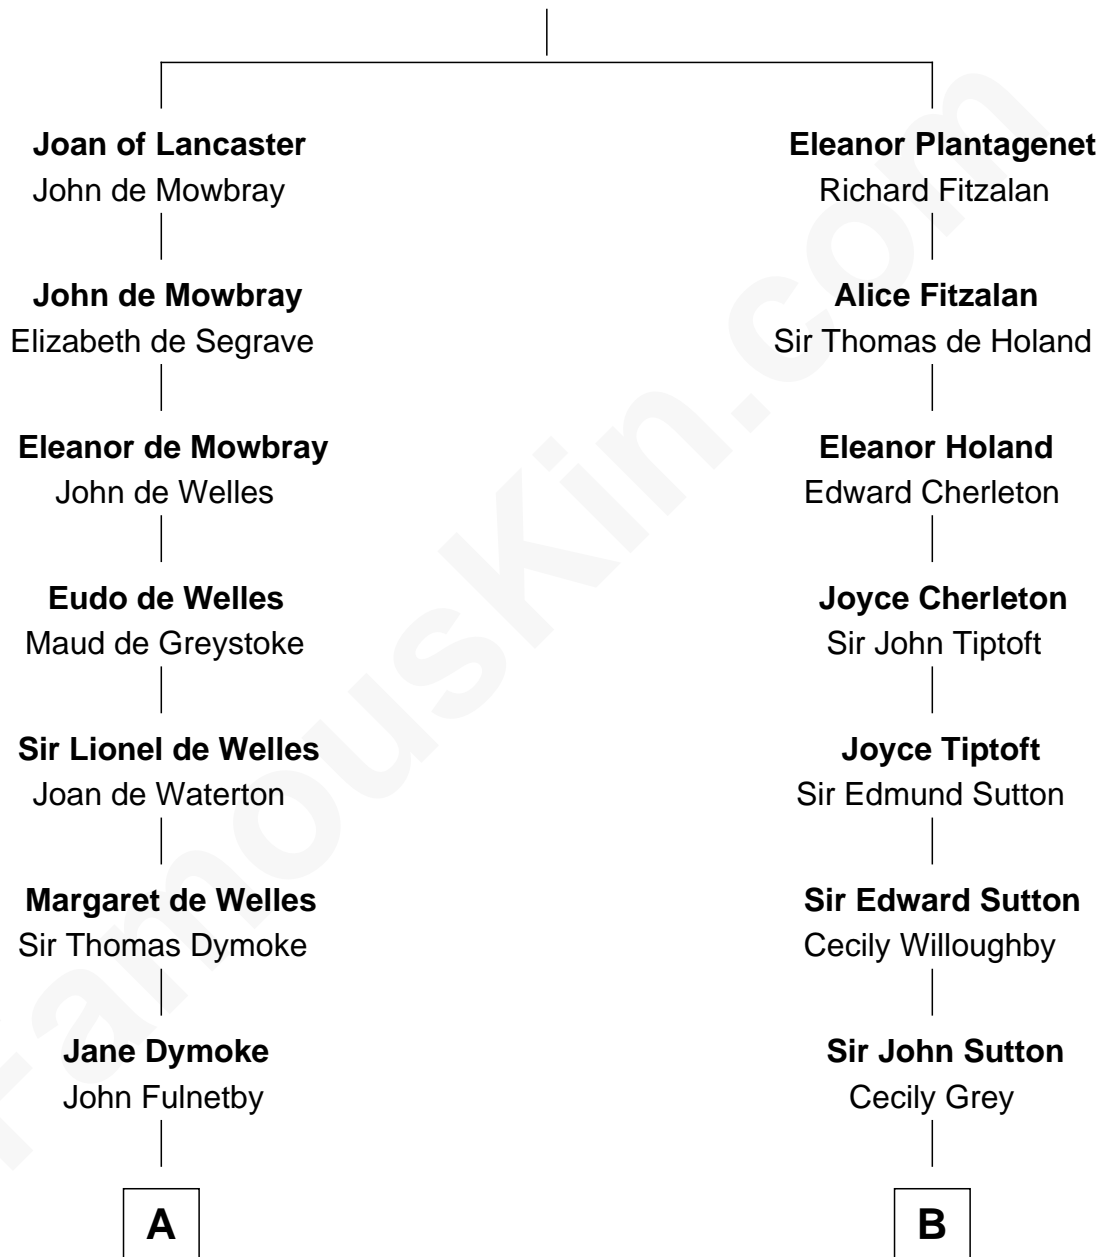 Joan of Lancaster
John de Mowbray
John de Mowbray
Elizabeth de Segrave
Eleanor de Mowbray
John de Welles
Eudo de Welles
Maud de Greystoke
Sir Lionel de Welles
Joan de Waterton
Margaret de Welles
Sir Thomas Dymoke
Jane Dymoke
John Fulnetby
A
Eleanor Plantagenet
Richard Fitzalan
Alice Fitzalan
Sir Thomas de Holand
Eleanor Holand
Edward Cherleton
Joyce Cherleton
Sir John Tiptoft
Joyce Tiptoft
Sir Edmund Sutton
Sir Edward Sutton
Cecily Willoughby
Sir John Sutton
Cecily Grey
B
FamousKin.com